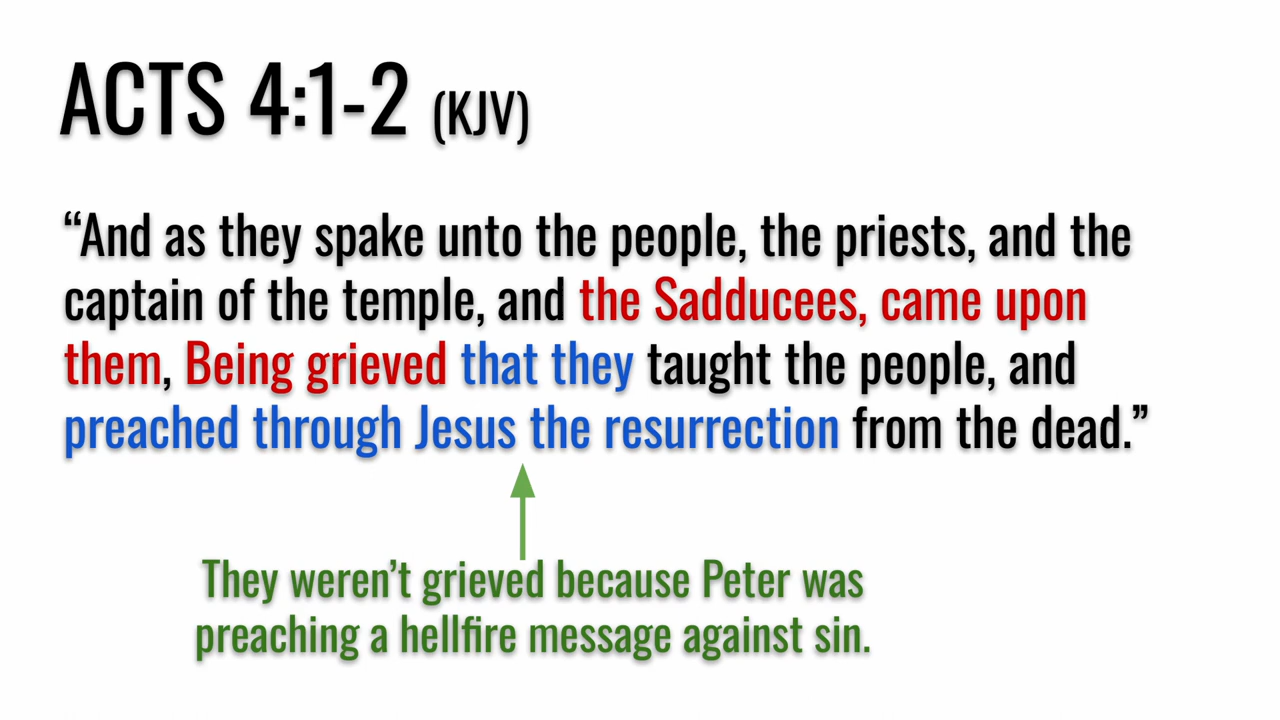 ACTS 4:1-2 (KJV)
“And as they spake unto the people, the priests, and the
captain of the temple, and the Sadducees, came upon
them, Being grieved that they taught the people, and
preached through Jesus the resurrection from the dead.”
They weren’t grieved because Peter was
preaching a hellfire message against sin.